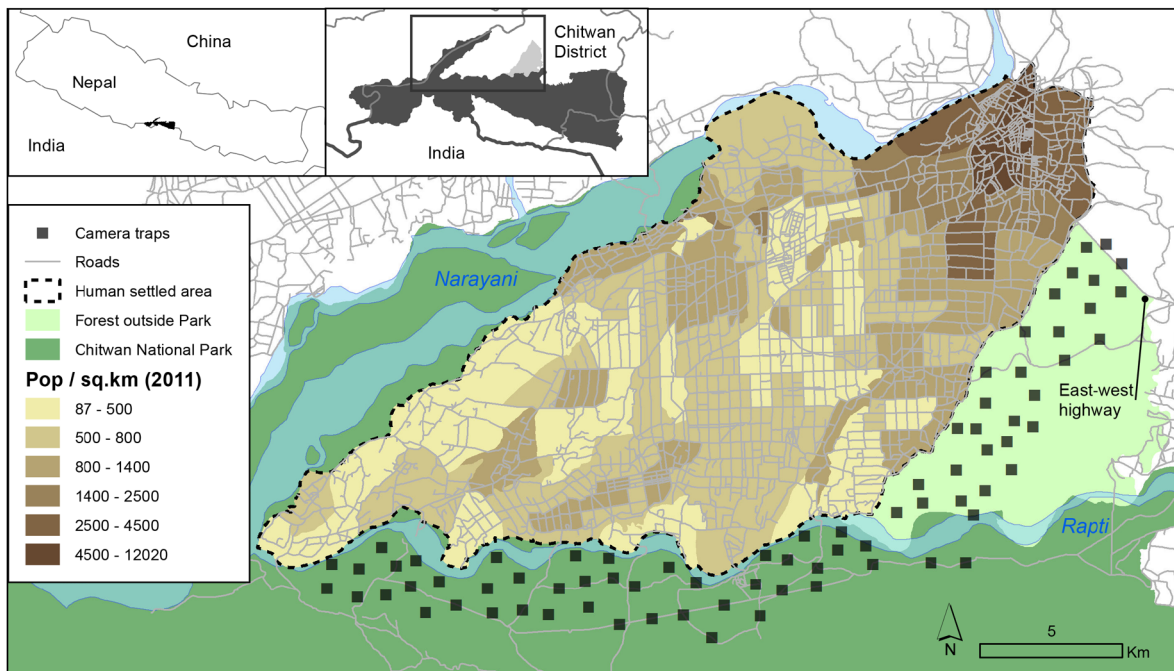 China
Nepal
India
Chitwan
District
India
Camera traps
Roads
Human settled area
Forest outside Park
Chitwan National Park
Pop / sq.km (2011)
87 - 500
500 - 800
800 - 1400
1400 - 2500
2500 - 4500
4500 - 12020
Narayani
East-west
highway
Rapti
N
5
Km